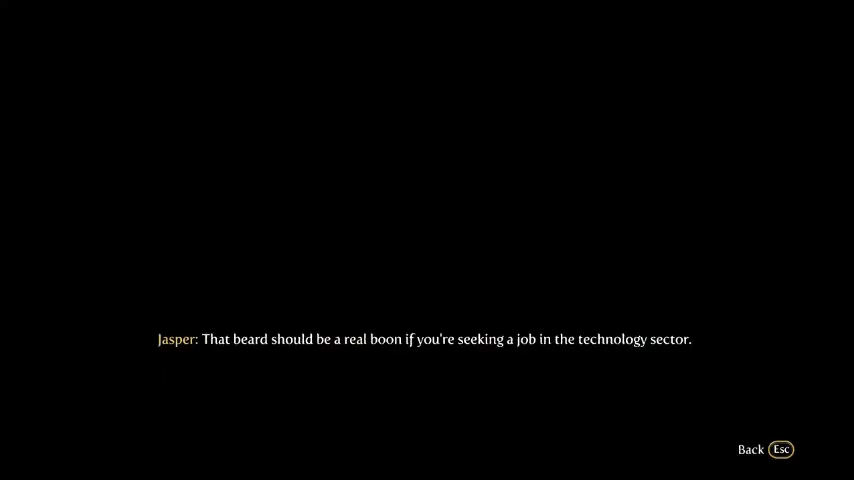 Jasper: That beard should be a real boon if you're seeking a job in the technology sector.
Back Esc